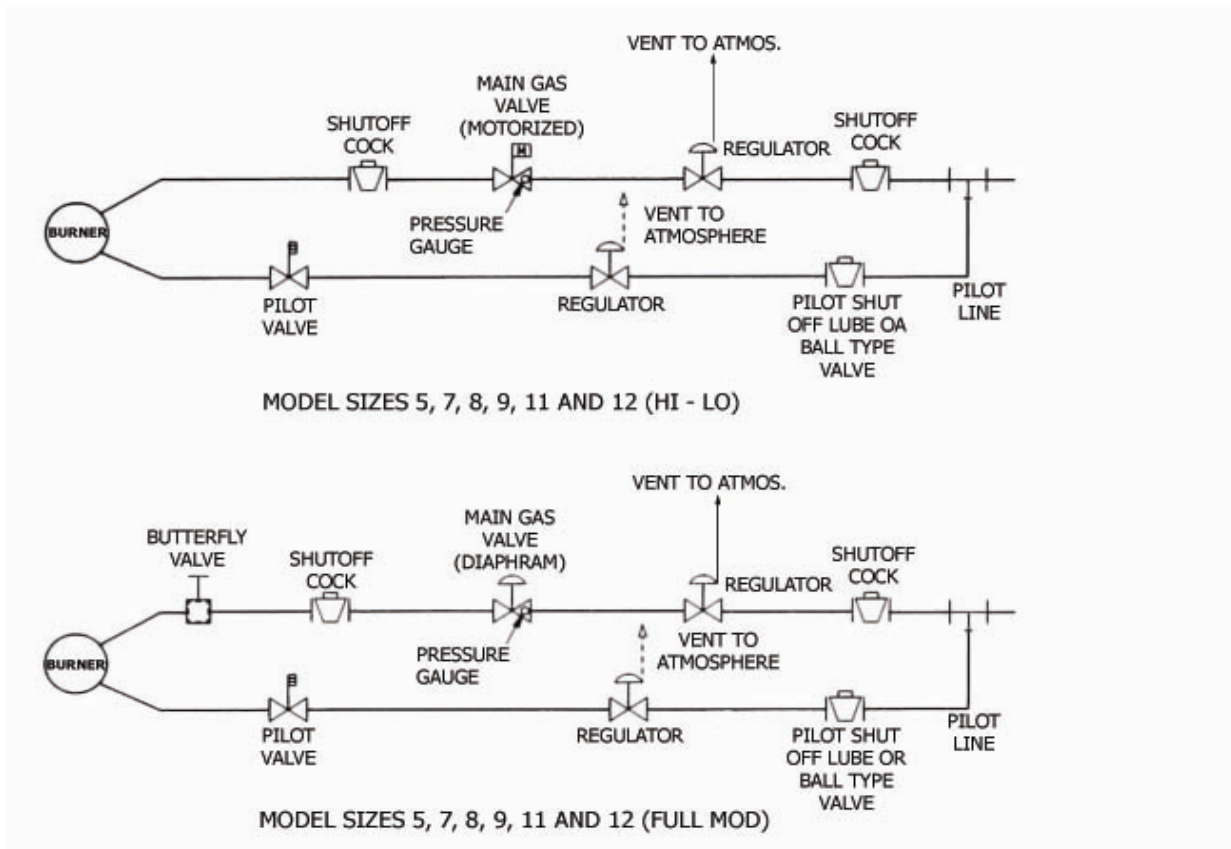 VENT TO ATMOS.
MAIN GAS
VALVE
(MOTORIZED)
SHUTOFF
COCK
REGULATOR
SHUTOFF
COCK
M
BURNER
PRESSURE
GAUGE
VENT TO
ATMOSPHERE
PILOT
VALVE
REGULATOR
PILOT SHUT
OFF LUBE OA
BALL TYPE
VALVE
PILOT
LINE
MODEL SIZES 5, 7, 8, 9, 11 AND 12 (HI - LO)
VENT TO ATMOS.
MAIN GAS
VALVE
(DIAPHRAM)
BUTTERFLY
VALVE
SHUTOFF
COCK
REGULATOR
SHUTOFF
COCK
BURNER
PRESSURE
GAUGE
VENT TO
ATMOSPHERE
PILOT
VALVE
REGULATOR
PILOT SHUT
OFF LUBE OR
BALL TYPE
VALVE
PILOT
LINE
MODEL SIZES 5, 7, 8, 9, 11 AND 12 (FULL MOD)